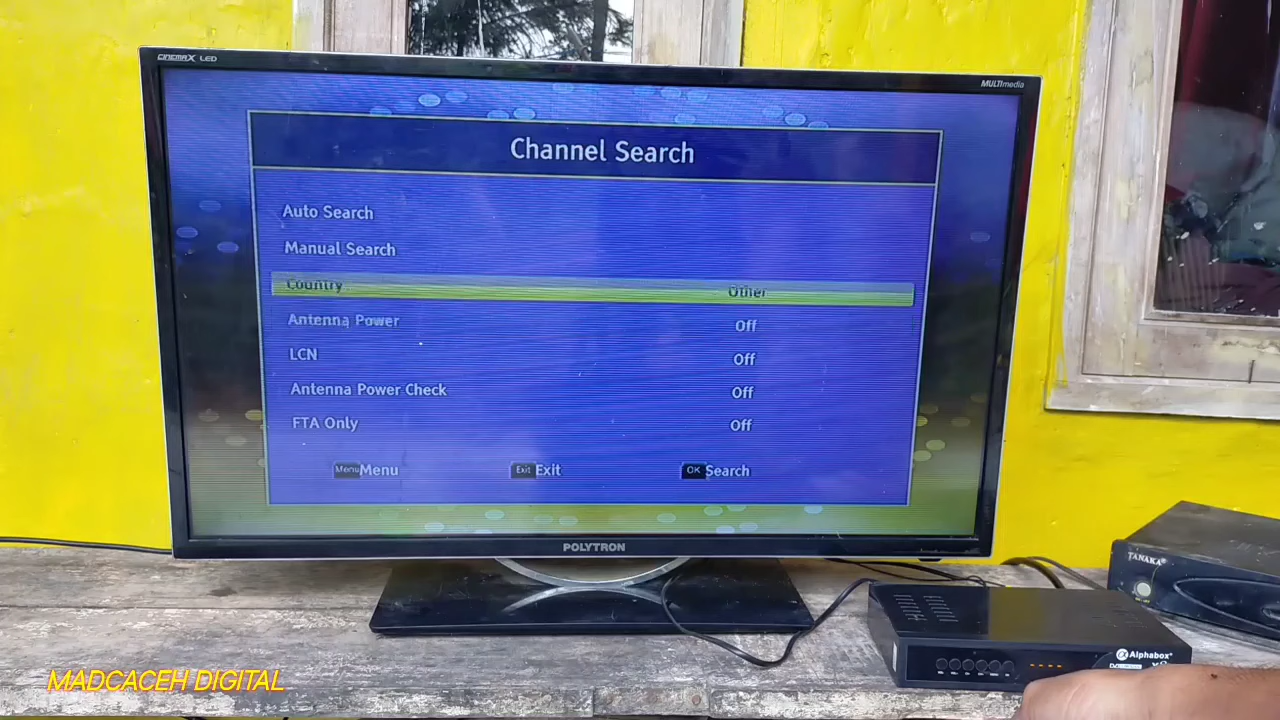 CINEMAX LED
MULTImedia
Channel Search
Auto Search
Manual Search
Country Other
Antenna Power Off
LCN Off
Antenna Power Check Off
FTA Only Off
Menu Menu Exit Exit OK Search
POLYTRON
TANAKA
Alphabox
MADCACEH DIGITAL